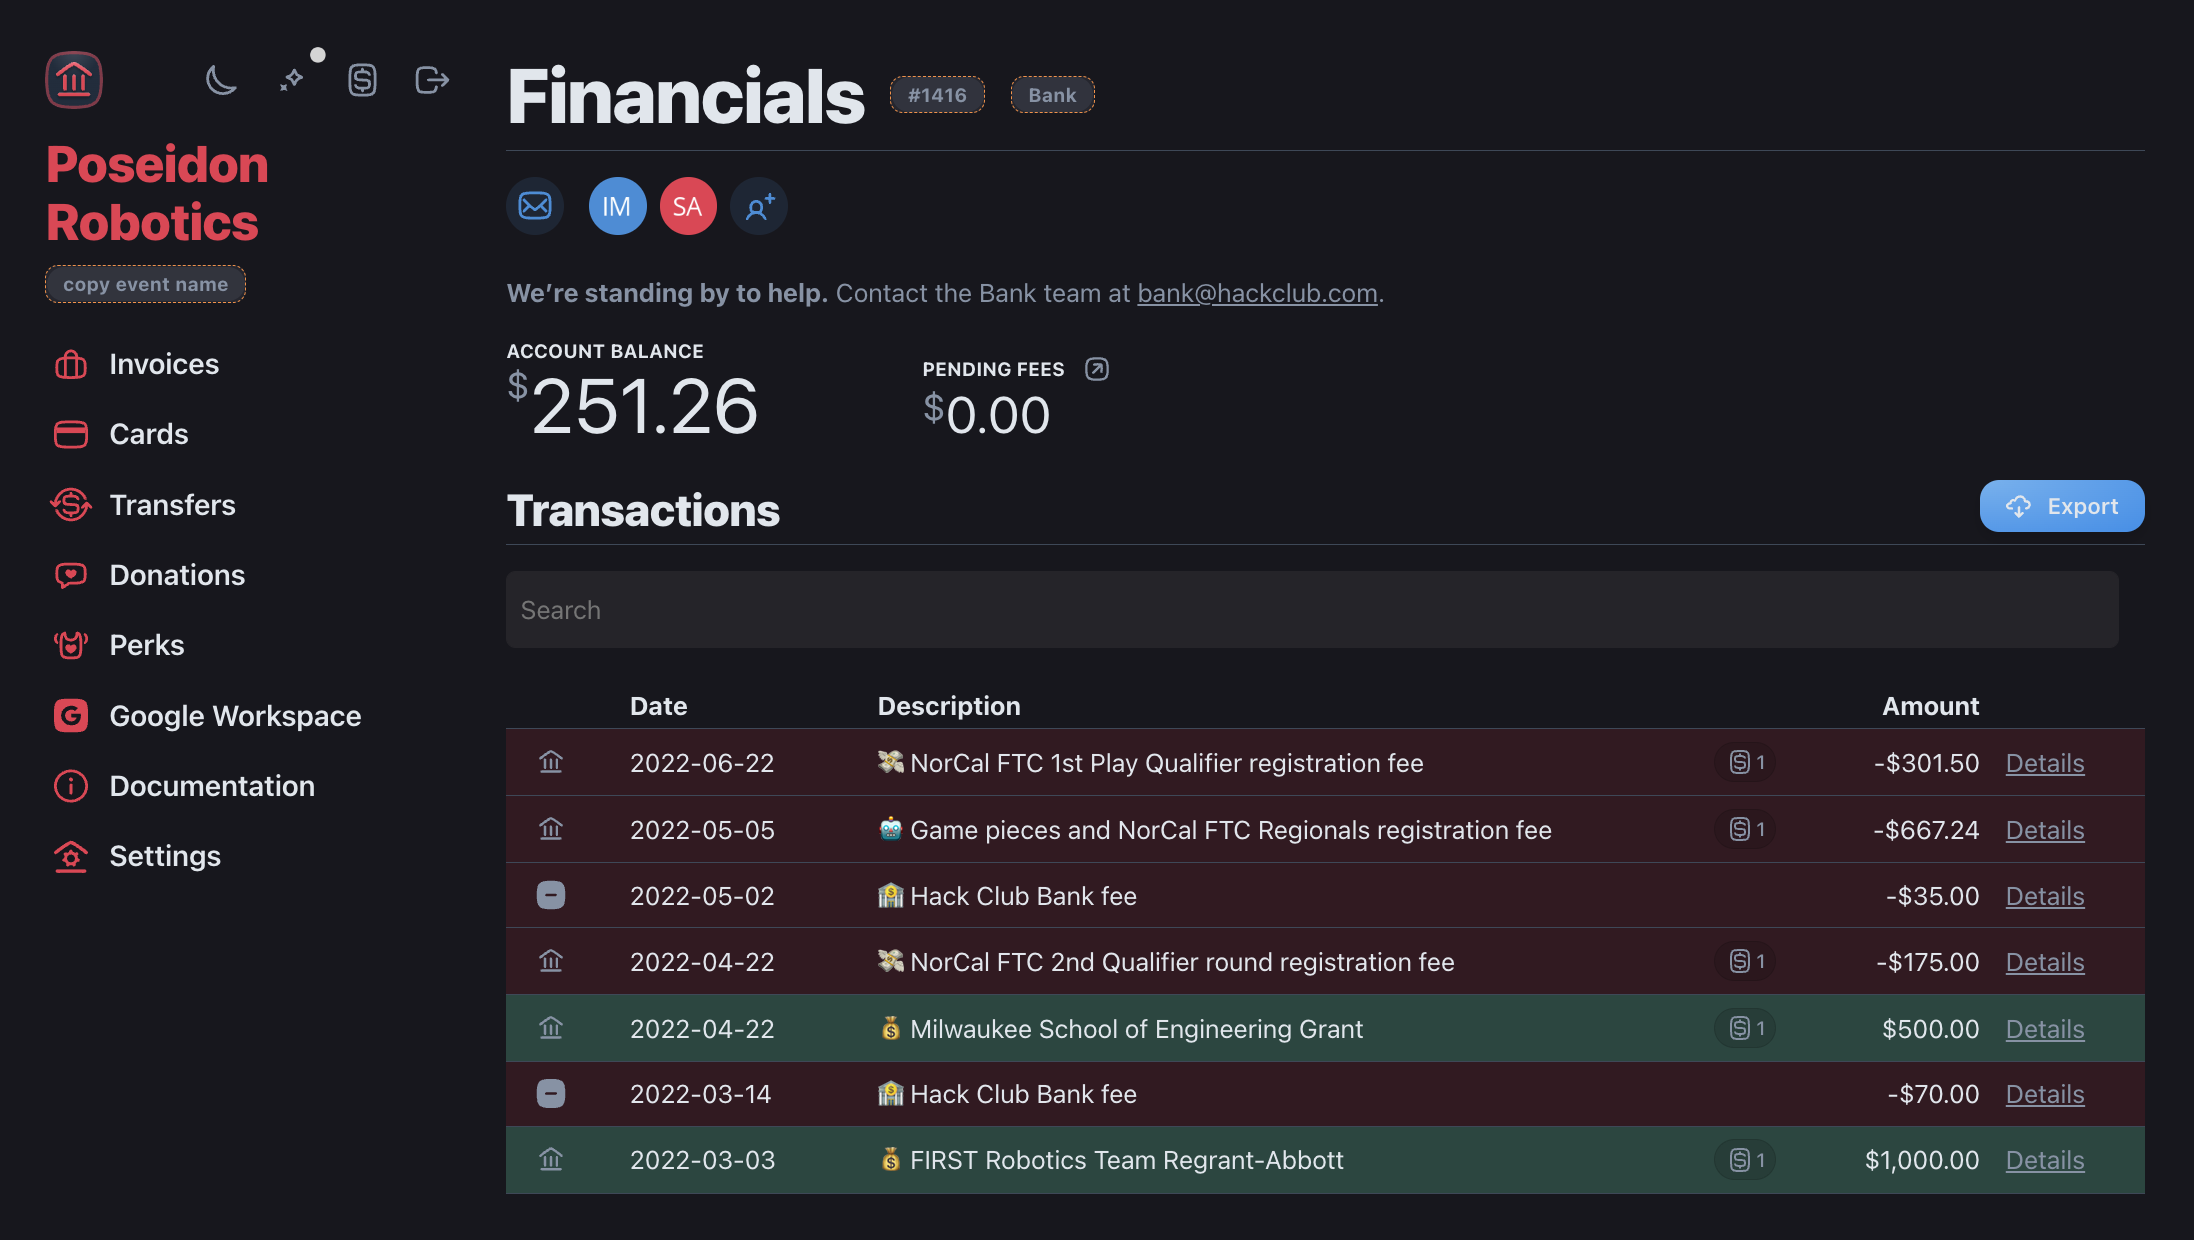 Poseidon
Robotics
copy event name
Invoices
Cards
Transfers
Donations
Perks
Google Workspace
Documentation
Settings
Financials #1416 Bank
IM SA
We’re standing by to help. Contact the Bank team at bank@hackclub.com.
ACCOUNT BALANCE
$251.26
PENDING FEES
$0.00
Transactions
Export
Search
Date Description Amount
2022-06-22 💸 NorCal FTC 1st Play Qualifier registration fee 1 -$301.50 Details
2022-05-05 🤖 Game pieces and NorCal FTC Regionals registration fee 1 -$667.24 Details
2022-05-02 🏦 Hack Club Bank fee -$35.00 Details
2022-04-22 💸 NorCal FTC 2nd Qualifier round registration fee 1 -$175.00 Details
2022-04-22 💰 Milwaukee School of Engineering Grant 1 $500.00 Details
2022-03-14 🏦 Hack Club Bank fee -$70.00 Details
2022-03-03 💰 FIRST Robotics Team Regrant-Abbott 1 $1,000.00 Details